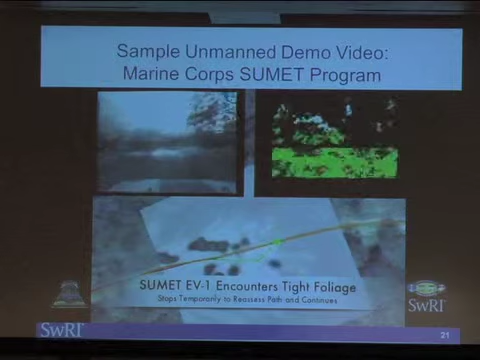 Sample Unmanned Demo Video:
Marine Corps SUMET Program
SUMET EV-1 Encounters Tight Foliage
Stops Temporarily to Reassess Path and Continues
SwRI
SwRI
21